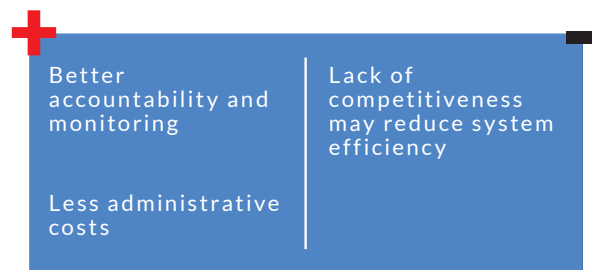 Better
accountability and
monitoring
Less administrative
costs
Lack of
competitiveness
may reduce system
efficiency